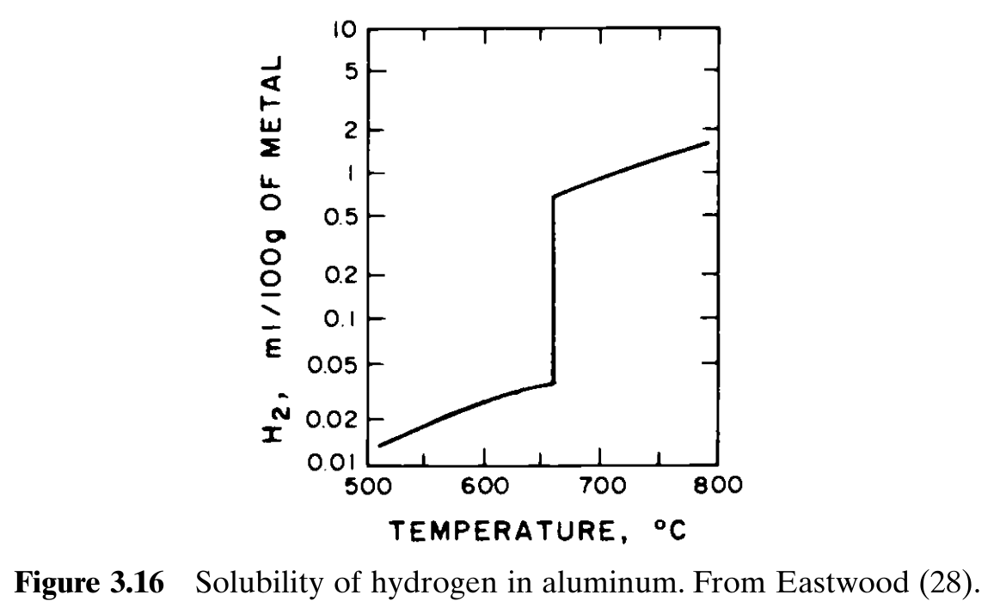 10
5
2
1
0.5
0.2
0.1
0.05
0.02
0.01
H2, ml/100g OF METAL
500 600 700 800
TEMPERATURE, °C
Figure 3.16 Solubility of hydrogen in aluminum. From Eastwood (28).